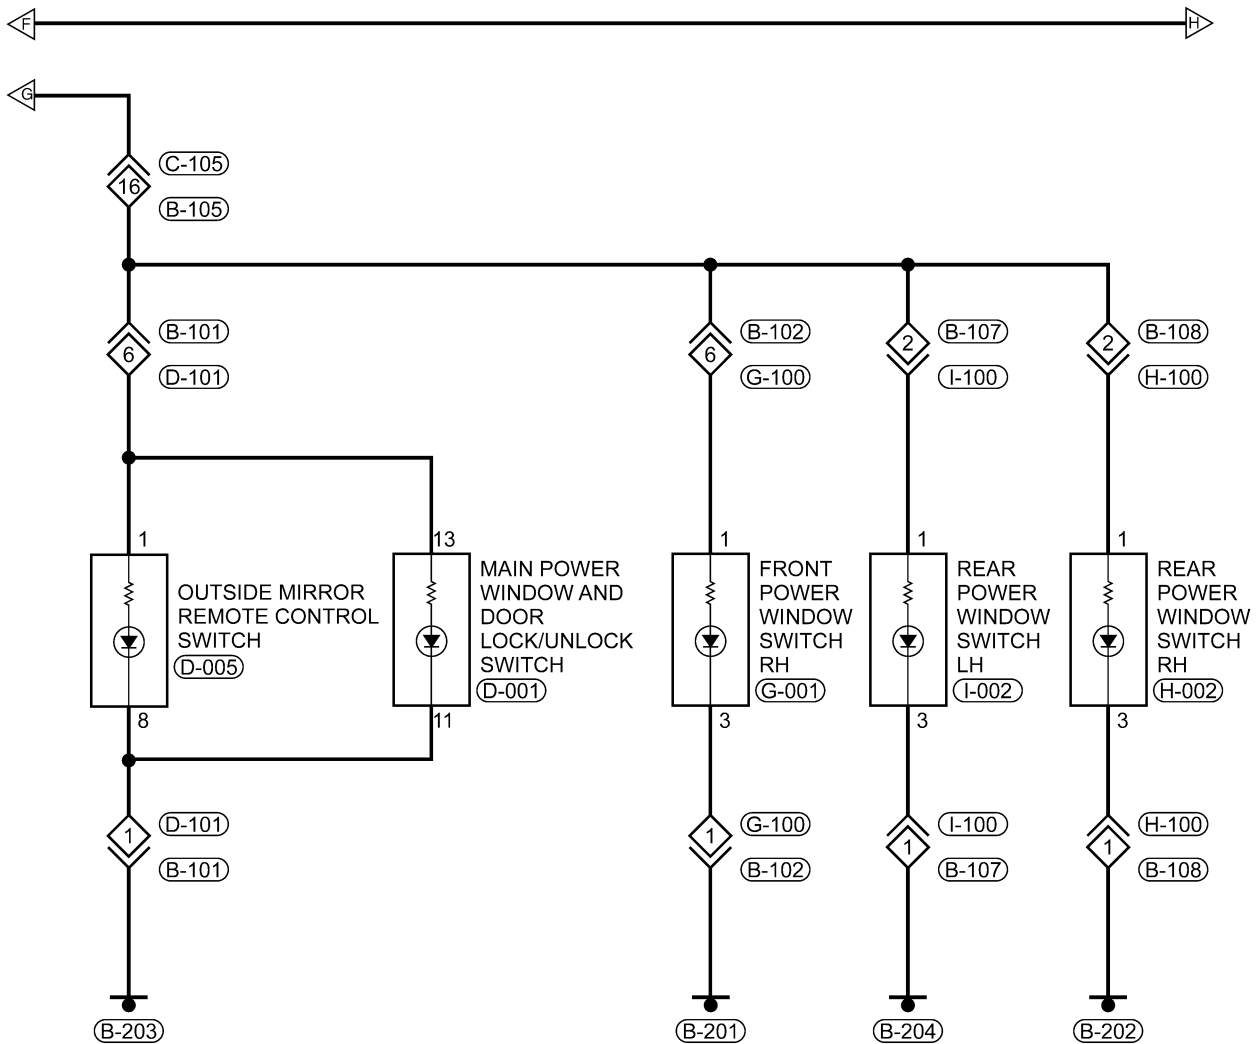 F
H
G
C-105
16
B-105
B-101
6
D-101
B-102
6
G-100
B-107
2
I-100
B-108
2
H-100
1
OUTSIDE MIRROR
REMOTE CONTROL
SWITCH
D-005
8
13
MAIN POWER
WINDOW AND
DOOR
LOCK/UNLOCK
SWITCH
D-001
11
1
FRONT
POWER
WINDOW
SWITCH
RH
G-001
3
1
REAR
POWER
WINDOW
SWITCH
LH
I-002
3
1
REAR
POWER
WINDOW
SWITCH
RH
H-002
3
D-101
1
B-101
G-100
1
B-102
I-100
1
B-107
H-100
1
B-108
B-203
B-201
B-204
B-202